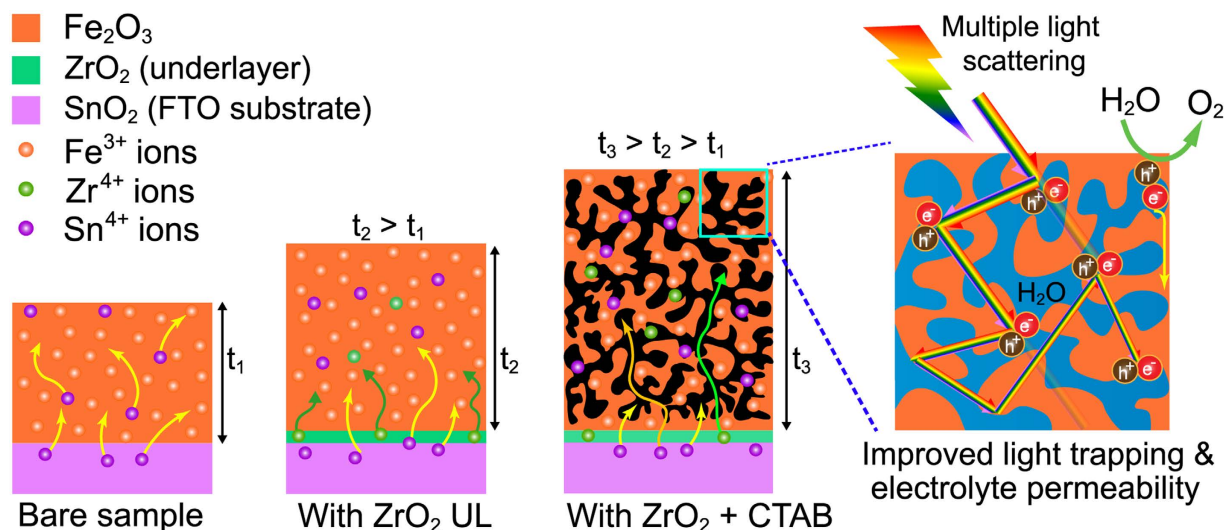 Fe₂O₃
ZrO₂ (underlayer)
SnO₂ (FTO substrate)
Fe³⁺ ions
Zr⁴⁺ ions
Sn⁴⁺ ions
t₁
Bare sample
t₂ > t₁
t₂
With ZrO₂ UL
t₃ > t₂ > t₁
t₃
With ZrO₂ + CTAB
Multiple light
scattering
H₂O O₂
h⁺
e⁻
e⁻
h⁺
e⁻
h⁺
h⁺ e⁻
H₂O
e⁻
h⁺
h⁺ e⁻
Improved light trapping &
electrolyte permeability